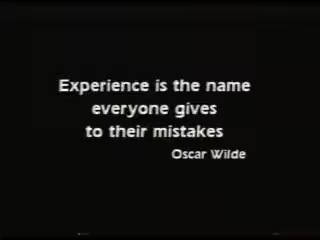 Experience is the name
everyone gives
to their mistakes
Oscar Wilde